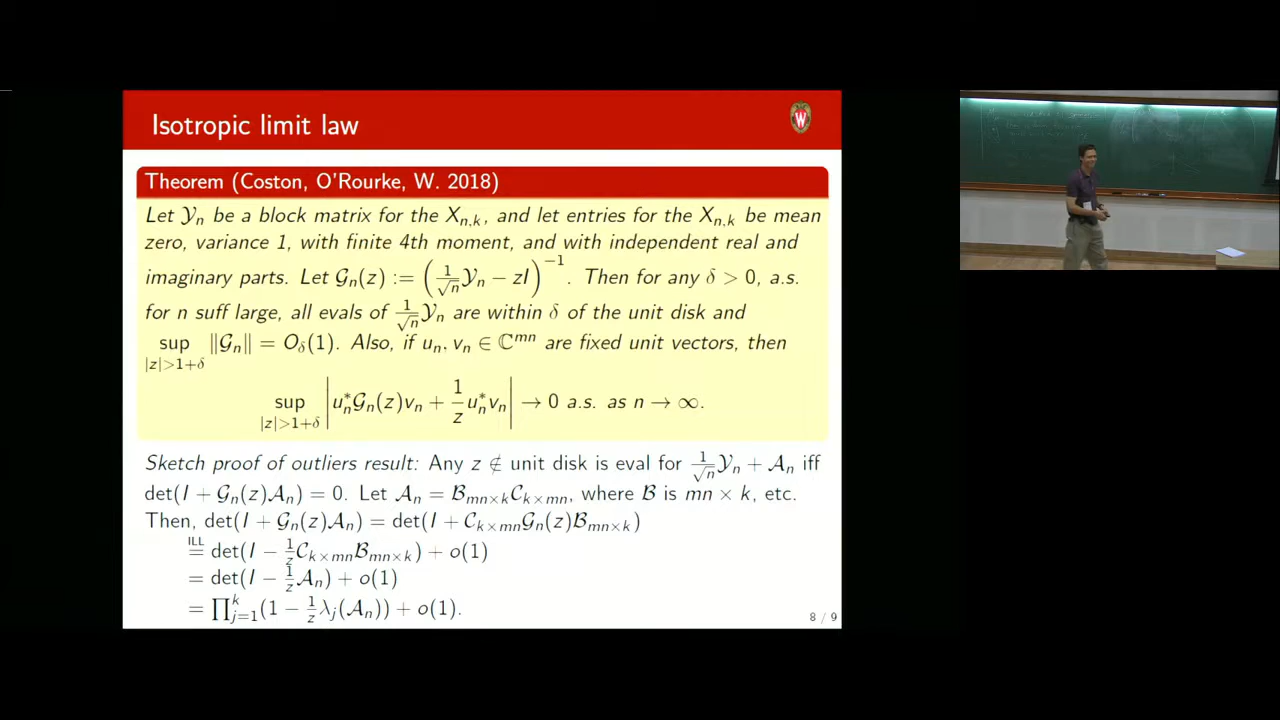 Isotropic limit law
W
Theorem (Coston, O'Rourke, W. 2018)
Let 𝒴ₙ be a block matrix for the Xₙ,ₖ, and let entries for the Xₙ,ₖ be mean
zero, variance 1, with finite 4th moment, and with independent real and
imaginary parts. Let 𝒢ₙ(z) := (1/√n 𝒴ₙ − zI)⁻¹. Then for any δ > 0, a.s.
for n suff large, all evals of 1/√n 𝒴ₙ are within δ of the unit disk and
sup_{|z|>1+δ} ‖𝒢ₙ‖ = O_δ(1). Also, if uₙ, vₙ ∈ ℂᵐⁿ are fixed unit vectors, then
sup_{|z|>1+δ} |uₙ* 𝒢ₙ(z)vₙ + 1/z uₙ* vₙ| → 0 a.s. as n → ∞.
Sketch proof of outliers result: Any z ∉ unit disk is eval for 1/√n 𝒴ₙ + 𝒜ₙ iff
det(I + 𝒢ₙ(z)𝒜ₙ) = 0. Let 𝒜ₙ = ℬ_{mn×k}𝒞_{k×mn}, where ℬ is mn × k, etc.
Then, det(I + 𝒢ₙ(z)𝒜ₙ) = det(I + 𝒞_{k×mn}𝒢ₙ(z)ℬ_{mn×k})
ILL
= det(I − 1/z 𝒞_{k×mn}ℬ_{mn×k}) + o(1)
= det(I − 1/z 𝒜ₙ) + o(1)
= ∏_{j=1}^{k}(1 − 1/z λⱼ(𝒜ₙ)) + o(1).
8 / 9